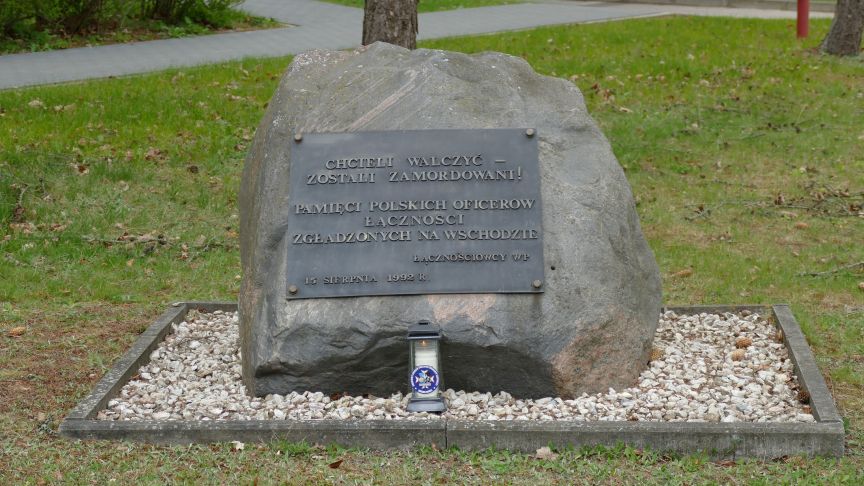 CHCIELI WALCZYĆ –
ZOSTALI ZAMORDOWANI!
PAMIĘCI POLSKICH OFICERÓW
ŁĄCZNOŚCI
ZGŁADZONYCH NA WSCHODZIE
ŁĄCZNOŚCIOWCY WP
15 SIERPNIA 1992 R.